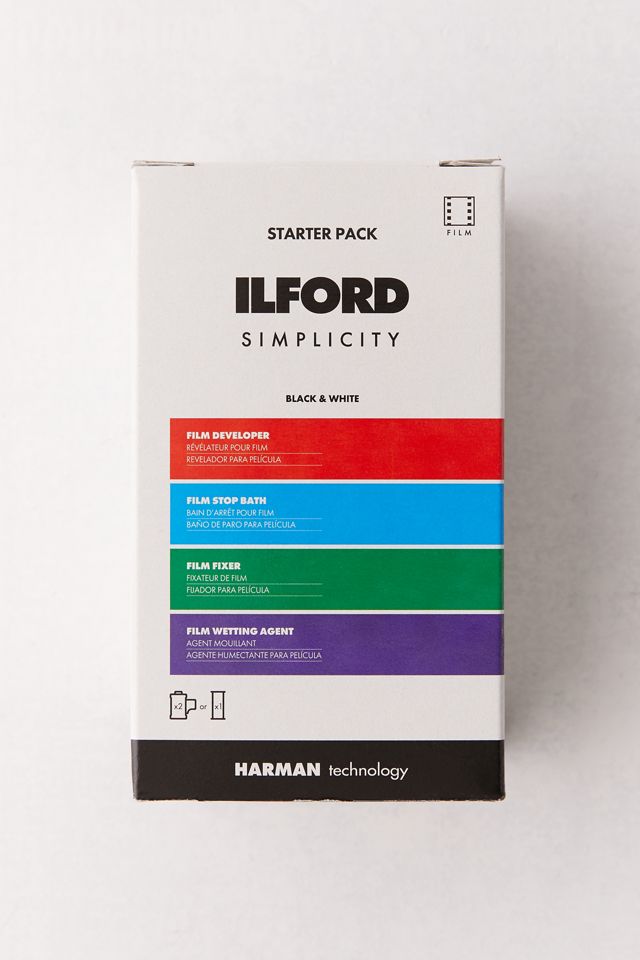 FILM
STARTER PACK
ILFORD
SIMPLICITY
BLACK & WHITE
FILM DEVELOPER
RÉVÉLATEUR POUR FILM
REVELADOR PARA PELÍCULA
FILM STOP BATH
BAIN D'ARRÊT POUR FILM
BAÑO DE PARO PARA PELÍCULA
FILM FIXER
FIXATEUR DE FILM
FIJADOR PARA PELÍCULA
FILM WETTING AGENT
AGENT MOUILLANT
AGENTE HUMECTANTE PARA PELÍCULA
x2 or x1
HARMAN technology